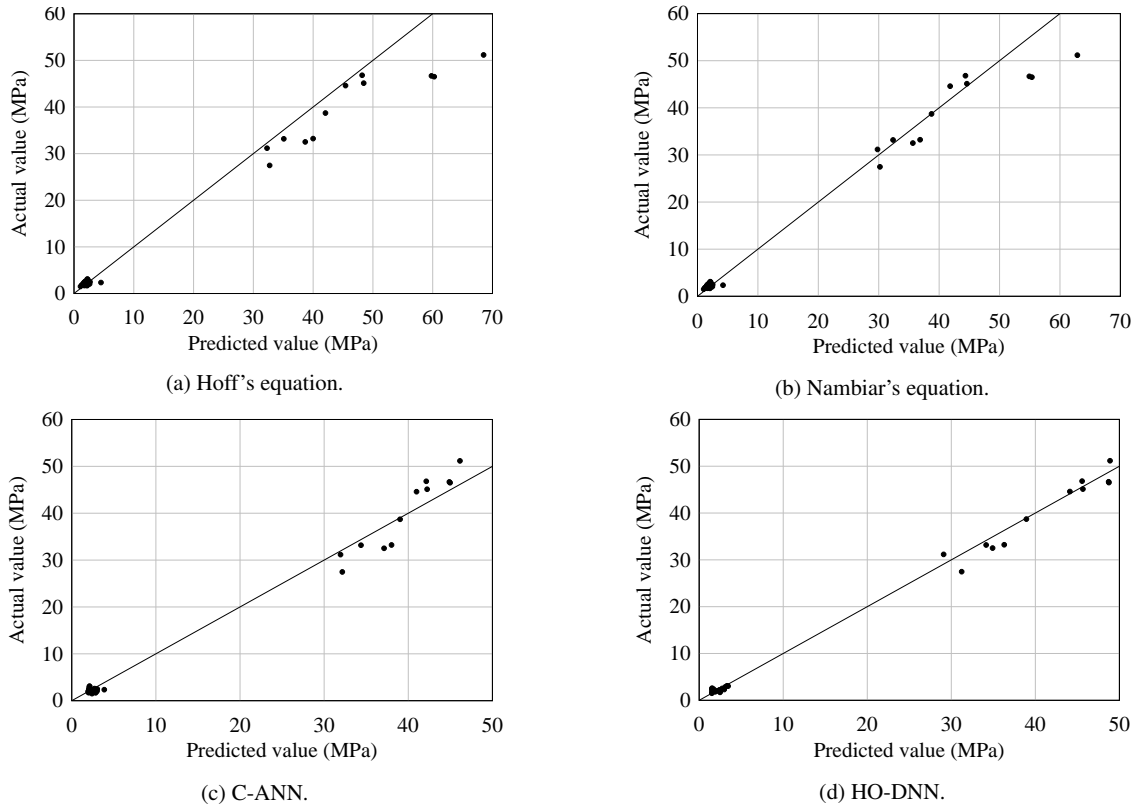 60
50
40
30
20
10
0
Actual value (MPa)
0 10 20 30 40 50 60 70
Predicted value (MPa)
(a) Hoff's equation.
60
50
40
30
20
10
0
Actual value (MPa)
0 10 20 30 40 50 60 70
Predicted value (MPa)
(b) Nambiar's equation.
60
50
40
30
20
10
0
Actual value (MPa)
0 10 20 30 40 50
Predicted value (MPa)
(c) C-ANN.
60
50
40
30
20
10
0
Actual value (MPa)
0 10 20 30 40 50
Predicted value (MPa)
(d) HO-DNN.